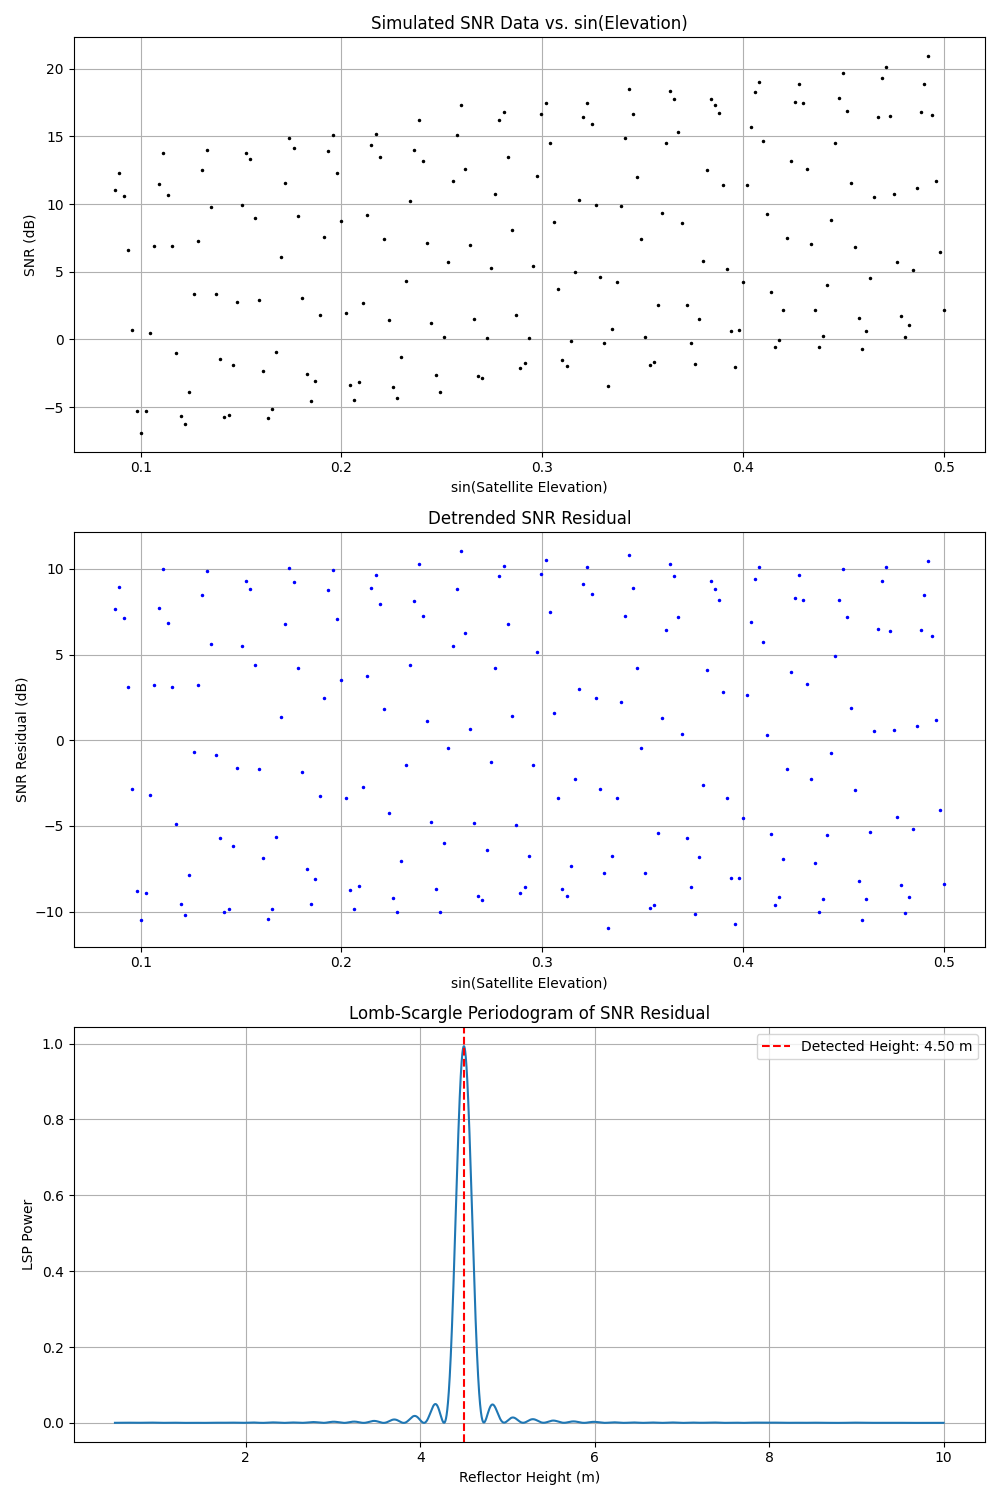 Simulated SNR Data vs. sin(Elevation)
SNR (dB)
20
15
10
5
0
−5
0.1 0.2 0.3 0.4 0.5
sin(Satellite Elevation)
Detrended SNR Residual
SNR Residual (dB)
10
5
0
−5
−10
0.1 0.2 0.3 0.4 0.5
sin(Satellite Elevation)
Lomb-Scargle Periodogram of SNR Residual
Detected Height: 4.50 m
LSP Power
1.0
0.8
0.6
0.4
0.2
0.0
2 4 6 8 10
Reflector Height (m)